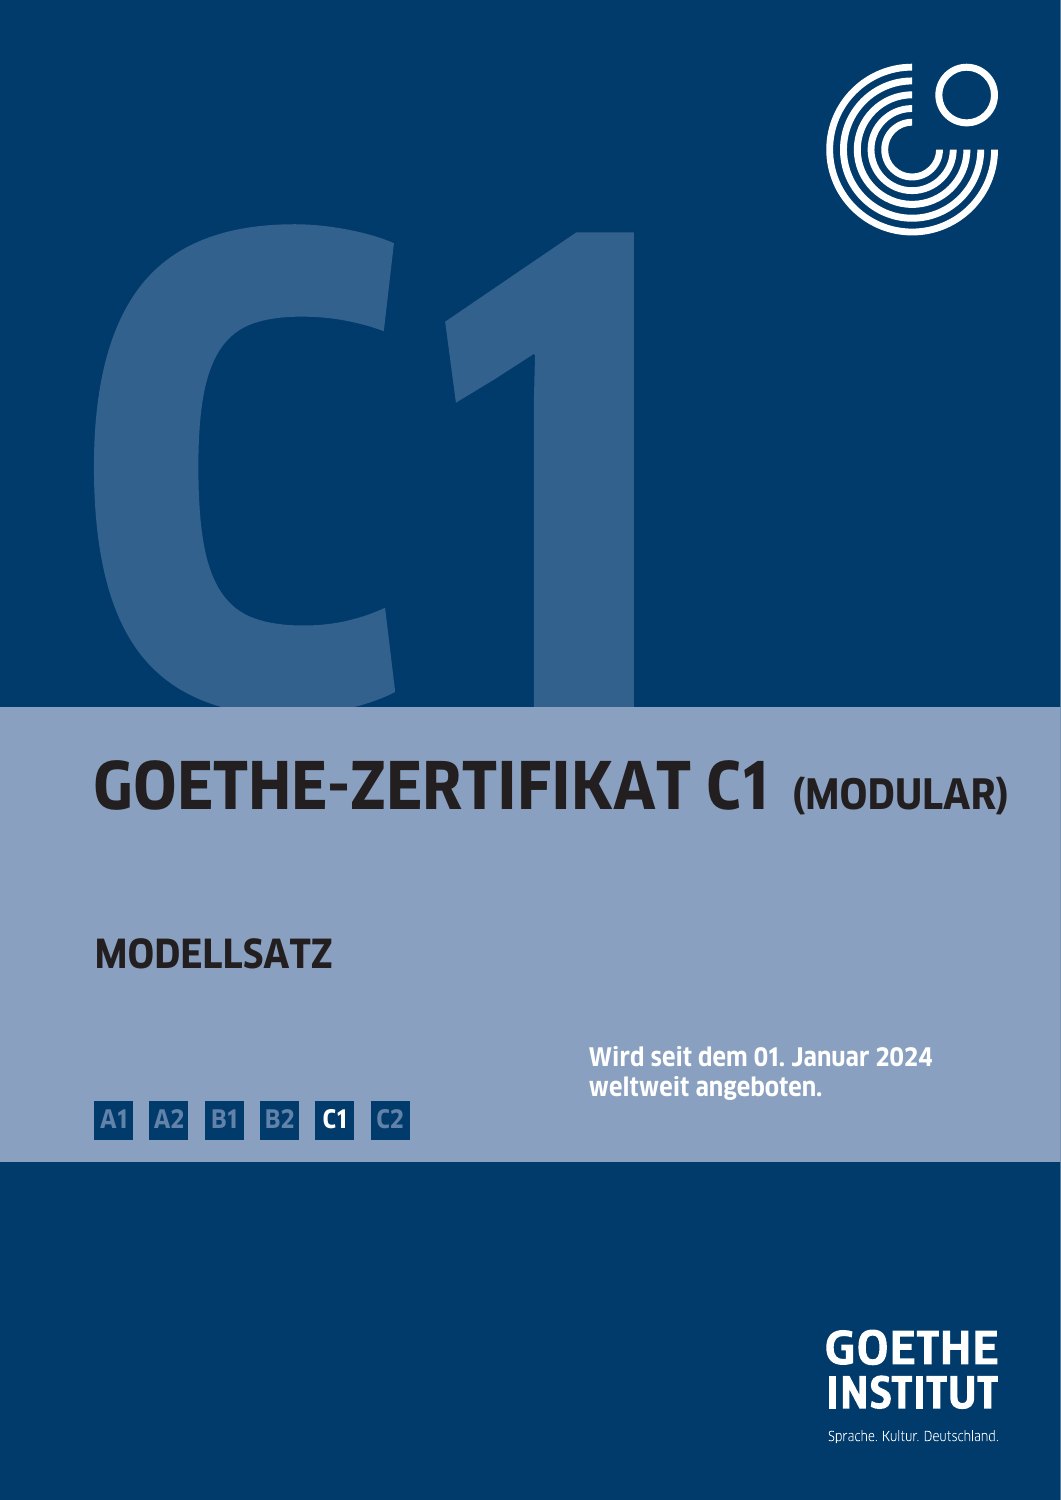 C1
GOETHE-ZERTIFIKAT C1 (MODULAR)
MODELLSATZ
Wird seit dem 01. Januar 2024
weltweit angeboten.
A1 A2 B1 B2 C1 C2
GOETHE
INSTITUT
Sprache. Kultur. Deutschland.